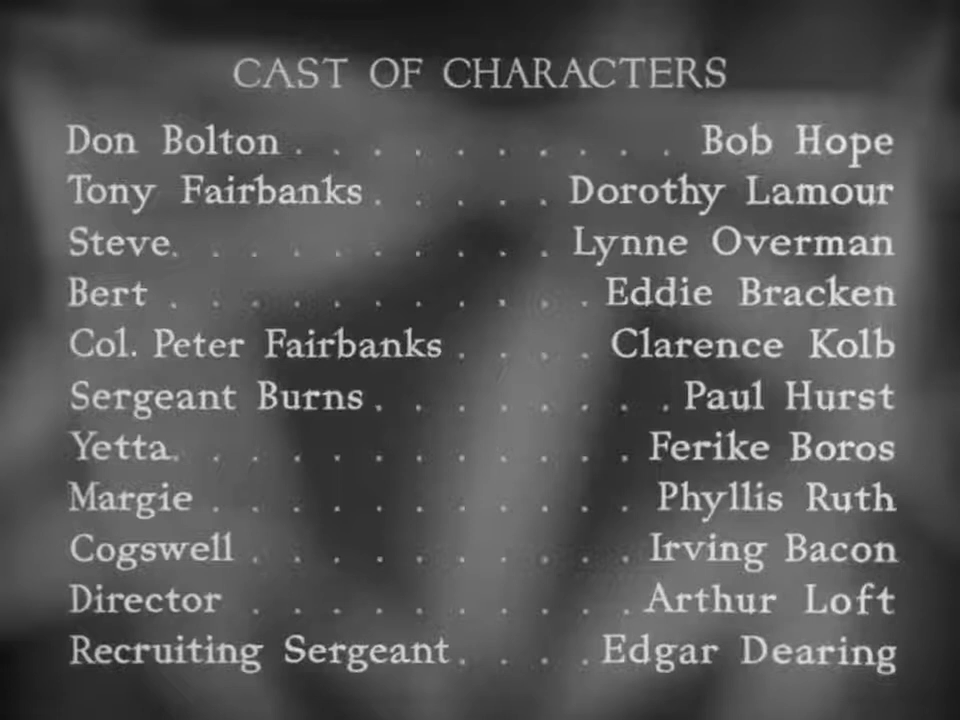 CAST OF CHARACTERS
Don Bolton . . . . . . . . . . Bob Hope
Tony Fairbanks . . . . . Dorothy Lamour
Steve. . . . . . . . . . Lynne Overman
Bert . . . . . . . . . . . Eddie Bracken
Col. Peter Fairbanks . . . . Clarence Kolb
Sergeant Burns . . . . . . . . Paul Hurst
Yetta. . . . . . . . . . . . Ferike Boros
Margie . . . . . . . . . . . Phyllis Ruth
Cogswell . . . . . . . . . . Irving Bacon
Director . . . . . . . . . . Arthur Loft
Recruiting Sergeant . . . . Edgar Dearing